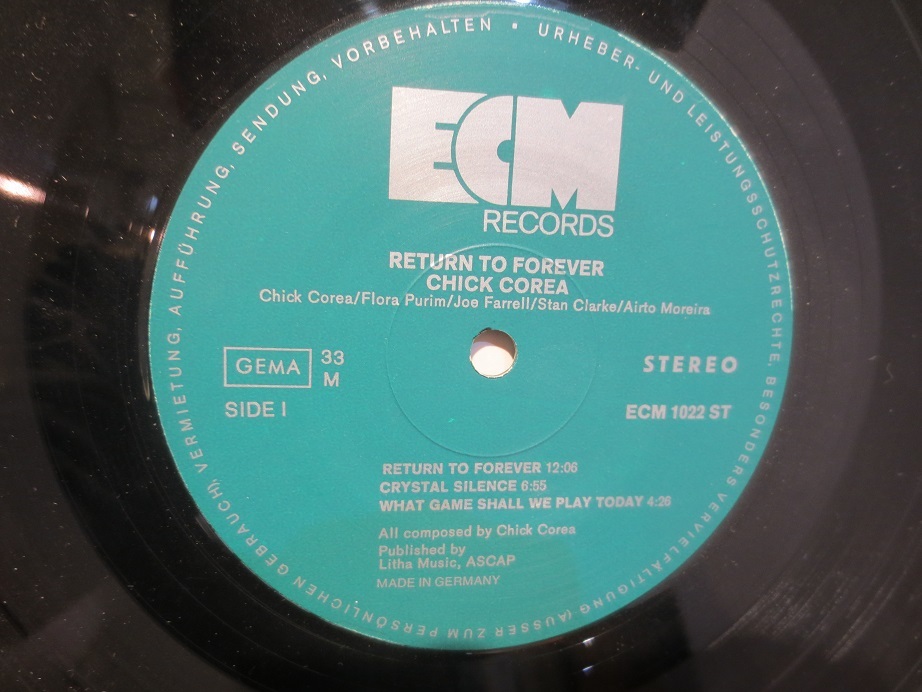 URHEBER- UND LEISTUNGSSCHUTZRECHTE, BESONDERS VERVIELFÄLTIGUNG (AUSSER ZUM PERSÖNLICHEN GEBRAUCH), VERMIETUNG, AUFFÜHRUNG, SENDUNG, VORBEHALTEN •
ECM
RECORDS
RETURN TO FOREVER
CHICK COREA
Chick Corea/Flora Purim/Joe Farrell/Stan Clarke/Airto Moreira
GEMA 33 STEREO
M
SIDE I ECM 1022 ST
RETURN TO FOREVER 12:06
CRYSTAL SILENCE 6:55
WHAT GAME SHALL WE PLAY TODAY 4:26
All composed by Chick Corea
Published by
Litha Music, ASCAP
MADE IN GERMANY